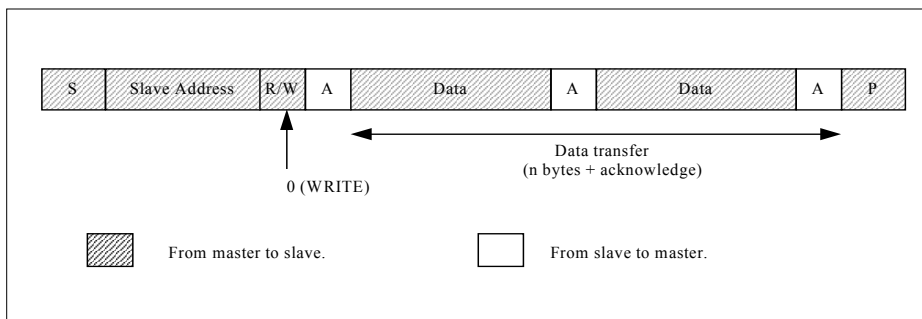 S Slave Address R/W A Data A Data A P
Data transfer
(n bytes + acknowledge)
0 (WRITE)
From master to slave. From slave to master.